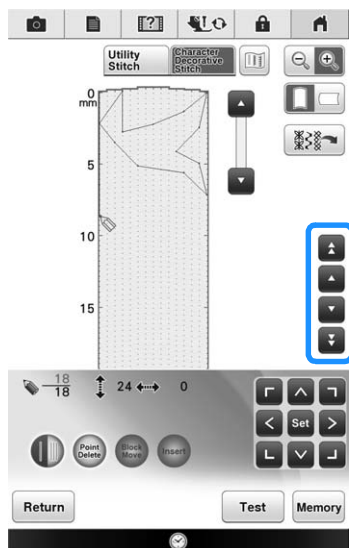 Utility
Stitch
Character
Decorative
Stitch
0
mm
5
10
15
18
18
24
0
Point
Delete
Block
Move
Insert
Set
Return
Test
Memory